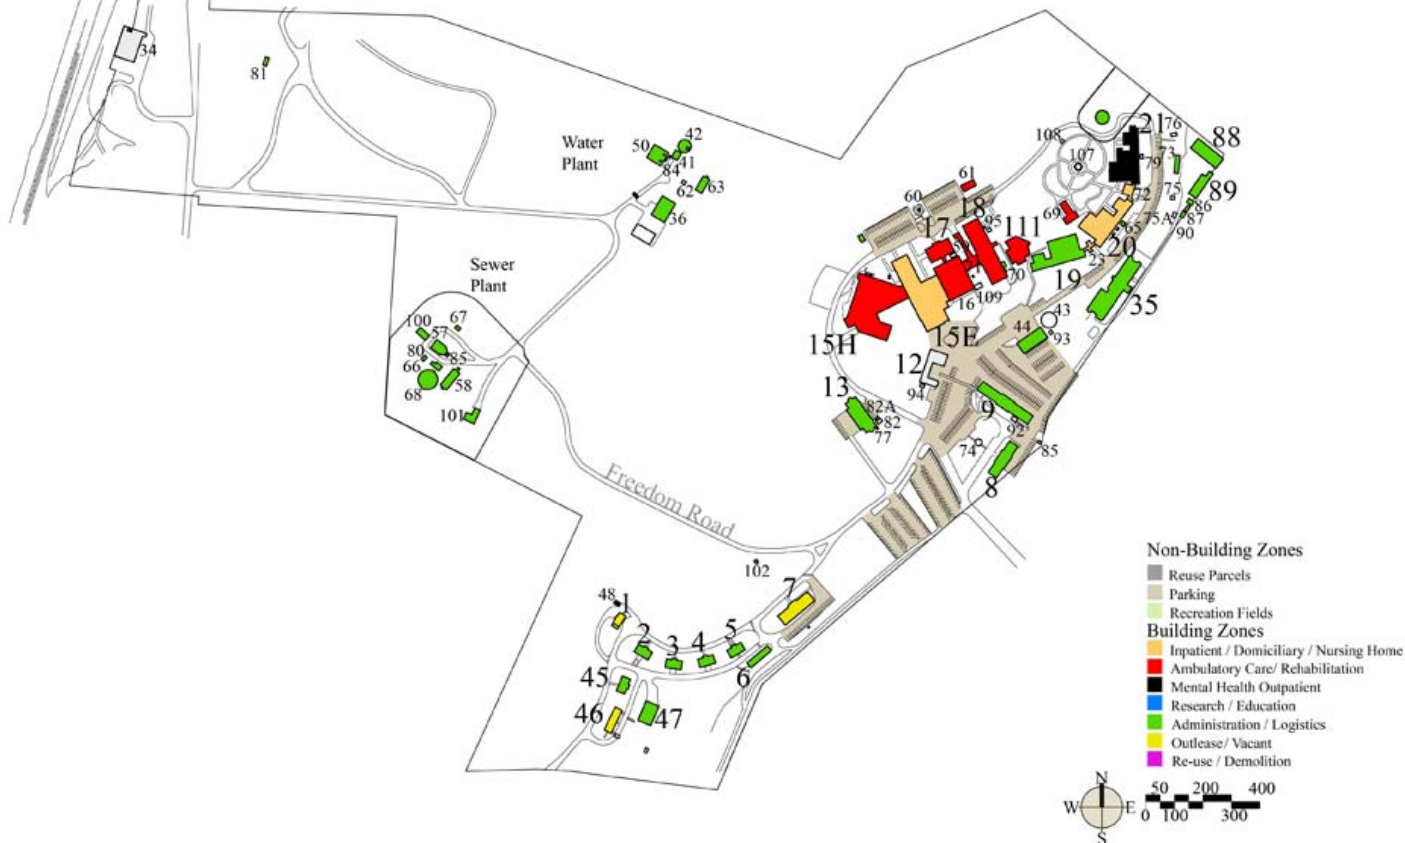 34
81
Water
Plant
50
42
41
84
62
63
36
Sewer
Plant
100
67
57
80
85
66
68
58
101
Freedom Road
102
48
1
2
3
4
5
6
7
45
46
47
108
107
21
76
73
79
88
89
75
72
86
87
75A
90
65
69
61
60
18
95
17
111
70
19
23
20
35
16
109
15H
15E
43
44
93
12
94
13
82A
82
77
9
92
74
85
8
Non-Building Zones
Reuse Parcels
Parking
Recreation Fields
Building Zones
Inpatient / Domiciliary / Nursing Home
Ambulatory Care/ Rehabilitation
Mental Health Outpatient
Research / Education
Administration / Logistics
Outlease/ Vacant
Re-use / Demolition
N
W E
S
50 200 400
0 100 300